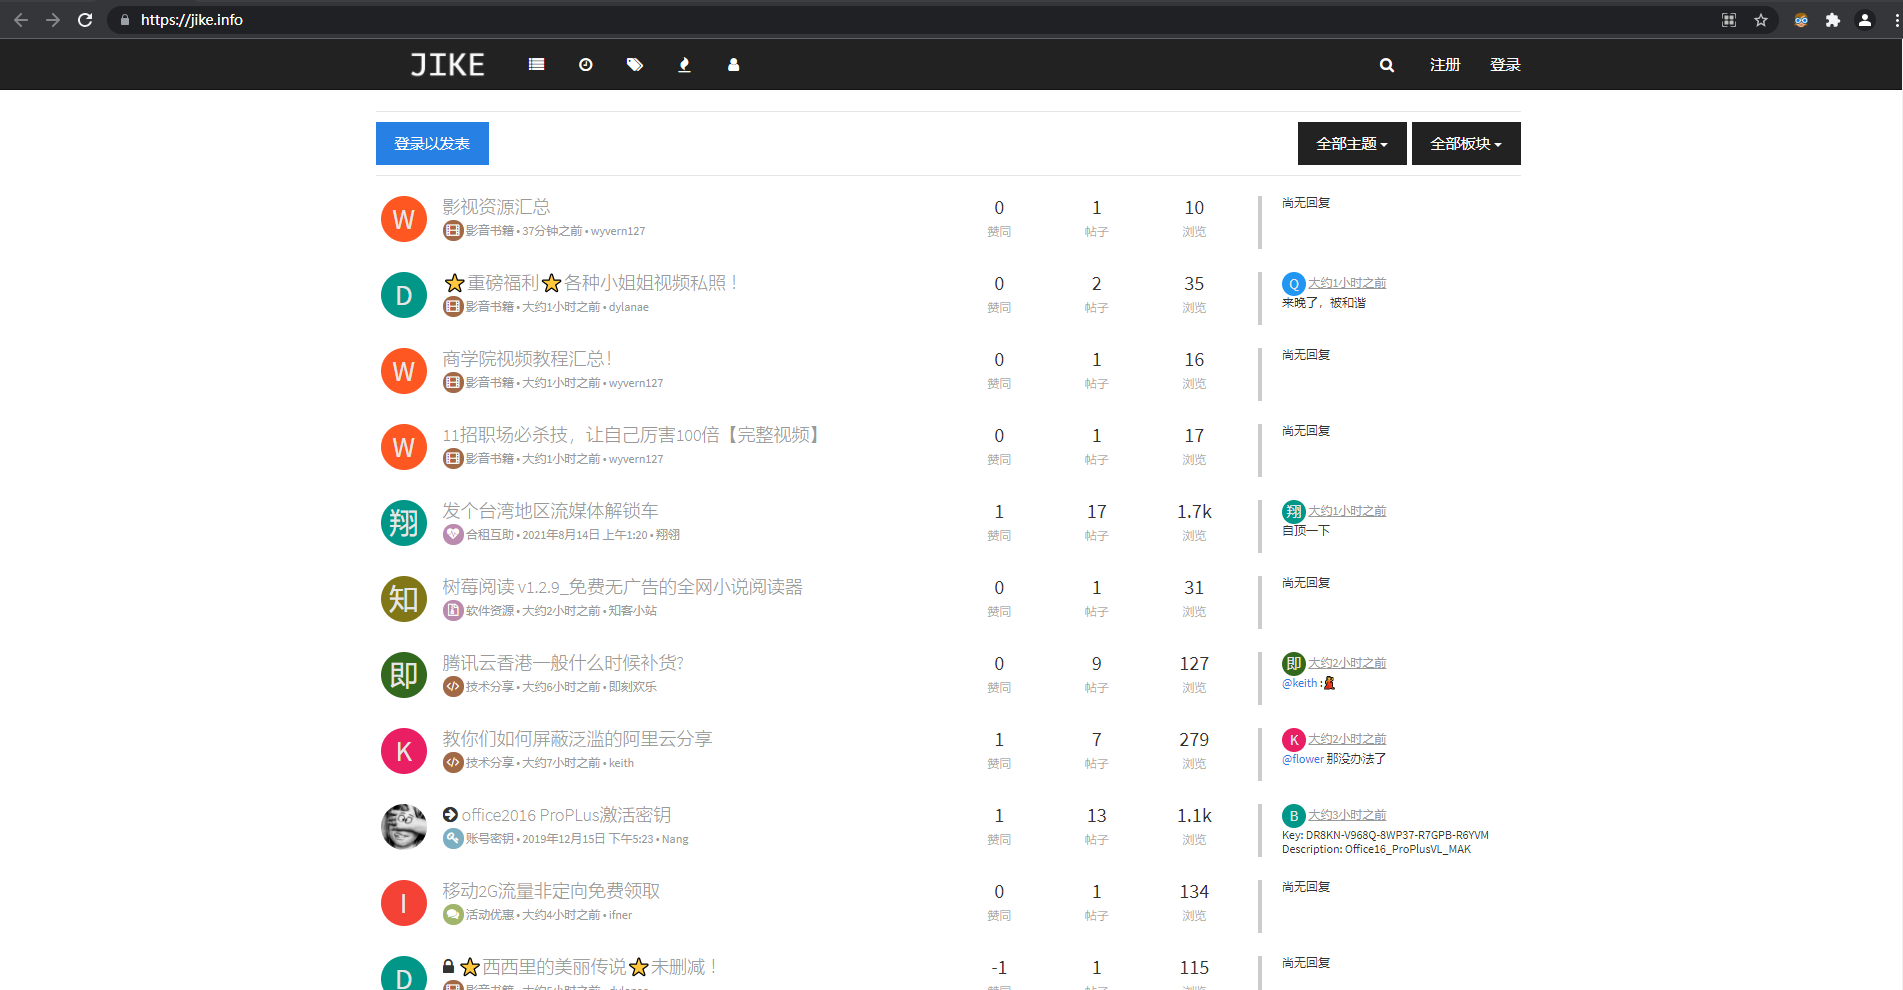 https://jike.info
JIKE
注册
登录
登录以发表
全部主题
全部板块
W
影视资源汇总
影音书籍 • 37分钟之前 • wyvern127
0
赞同
1
帖子
10
浏览
尚无回复
D
⭐重磅福利⭐各种小姐姐视频私照！
影音书籍 • 大约1小时之前 • dylanae
0
赞同
2
帖子
35
浏览
Q 大约1小时之前
来晚了，被和谐
W
商学院视频教程汇总！
影音书籍 • 大约1小时之前 • wyvern127
0
赞同
1
帖子
16
浏览
尚无回复
W
11招职场必杀技，让自己厉害100倍【完整视频】
影音书籍 • 大约1小时之前 • wyvern127
0
赞同
1
帖子
17
浏览
尚无回复
翔
发个台湾地区流媒体解锁车
合租互助 • 2021年8月14日 上午1:20 • 翔翎
1
赞同
17
帖子
1.7k
浏览
翔 大约1小时之前
自顶一下
知
树莓阅读 v1.2.9_免费无广告的全网小说阅读器
软件资源 • 大约2小时之前 • 知客小站
0
赞同
1
帖子
31
浏览
尚无回复
即
腾讯云香港一般什么时候补货?
技术分享 • 大约6小时之前 • 即刻欢乐
0
赞同
9
帖子
127
浏览
即 大约2小时之前
@keith :
K
教你们如何屏蔽泛滥的阿里云分享
技术分享 • 大约7小时之前 • keith
1
赞同
7
帖子
279
浏览
K 大约2小时之前
@flower 那没办法了
office2016 ProPLus激活密钥
账号密钥 • 2019年12月15日 下午5:23 • Nang
1
赞同
13
帖子
1.1k
浏览
B 大约3小时之前
Key: DR8KN-V968Q-8WP37-R7GPB-R6YVM
Description: Office16_ProPlusVL_MAK
I
移动2G流量非定向免费领取
活动优惠 • 大约4小时之前 • ifner
0
赞同
1
帖子
134
浏览
尚无回复
D
⭐西西里的美丽传说⭐未删减！
影音书籍 • 大约5小时之前 • dylanae
-1
赞同
1
帖子
115
浏览
尚无回复